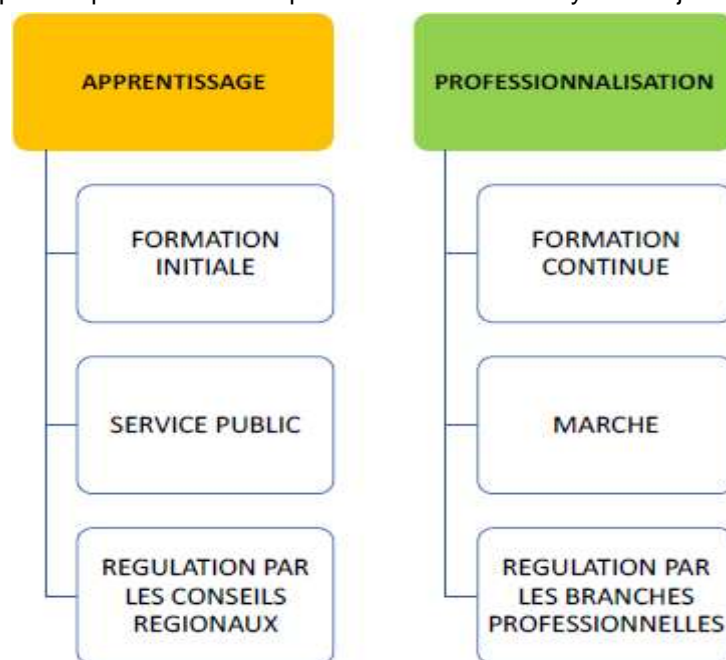 APPRENTISSAGE
FORMATION
INITIALE
SERVICE PUBLIC
REGULATION PAR
LES CONSEILS
REGIONAUX
PROFESSIONNALISATION
FORMATION
CONTINUE
MARCHE
REGULATION PAR
LES BRANCHES
PROFESSIONNELLES